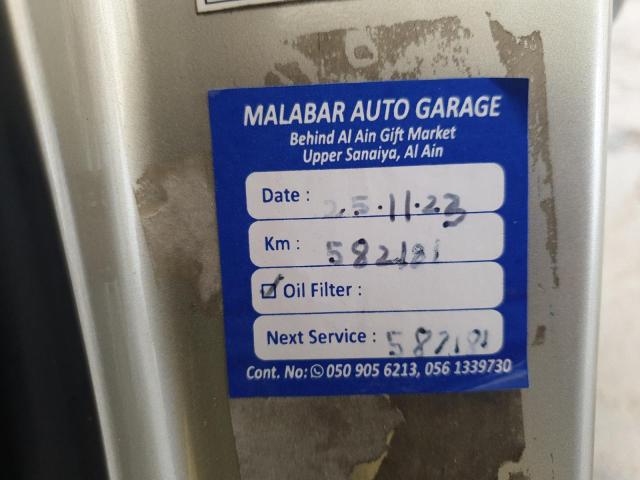 MALABAR AUTO GARAGE
Behind Al Ain Gift Market
Upper Sanaiya, Al Ain
Date : 25.11.23
Km : 582181
Oil Filter :
Next Service : 587181
Cont. No: 050 905 6213, 056 1339730